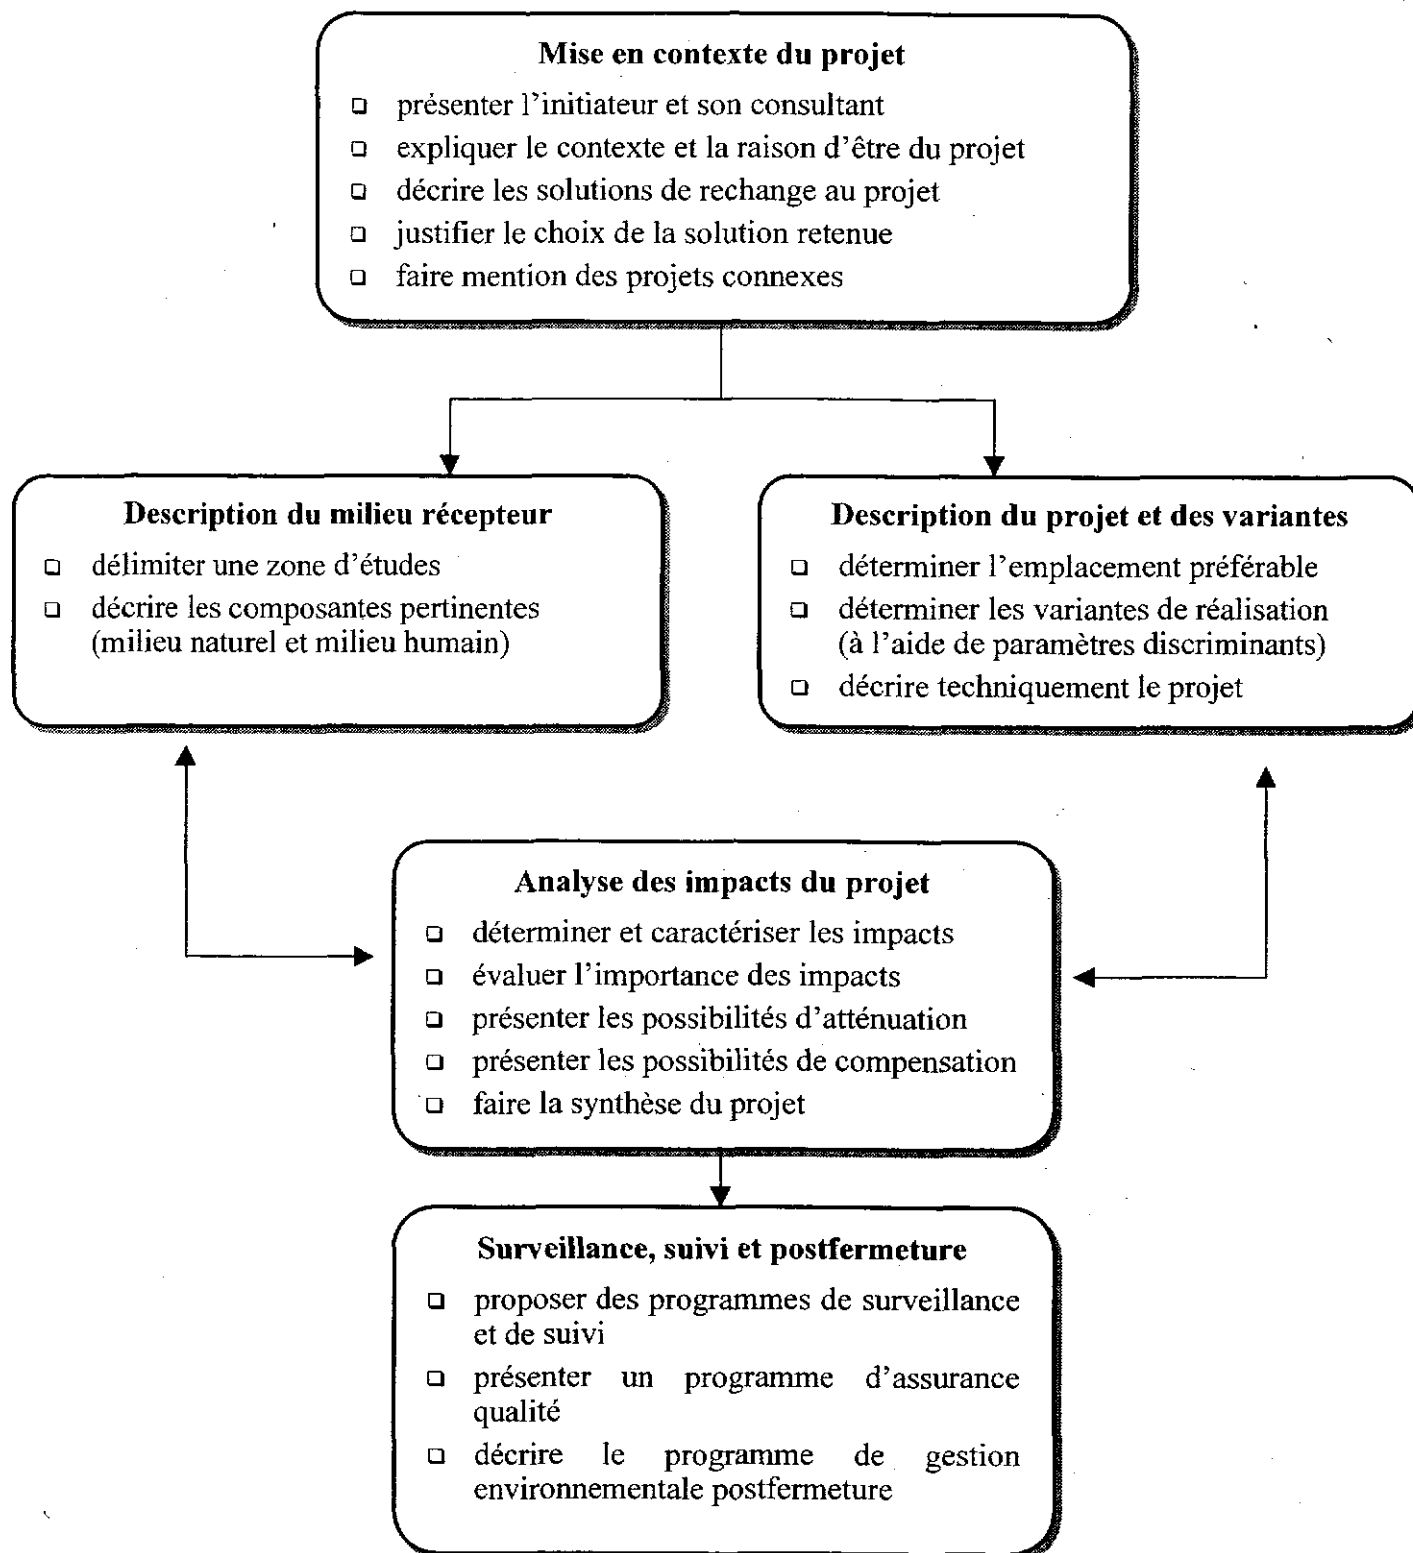 Mise en contexte du projet
❑ présenter l'initiateur et son consultant
❑ expliquer le contexte et la raison d'être du projet
❑ décrire les solutions de rechange au projet
❑ justifier le choix de la solution retenue
❑ faire mention des projets connexes
Description du milieu récepteur
❑ délimiter une zone d'études
❑ décrire les composantes pertinentes
(milieu naturel et milieu humain)
Description du projet et des variantes
❑ déterminer l'emplacement préférable
❑ déterminer les variantes de réalisation
(à l'aide de paramètres discriminants)
❑ décrire techniquement le projet
Analyse des impacts du projet
❑ déterminer et caractériser les impacts
❑ évaluer l'importance des impacts
❑ présenter les possibilités d'atténuation
❑ présenter les possibilités de compensation
❑ faire la synthèse du projet
Surveillance, suivi et postfermeture
❑ proposer des programmes de surveillance
et de suivi
❑ présenter un programme d'assurance
qualité
❑ décrire le programme de gestion
environnementale postfermeture